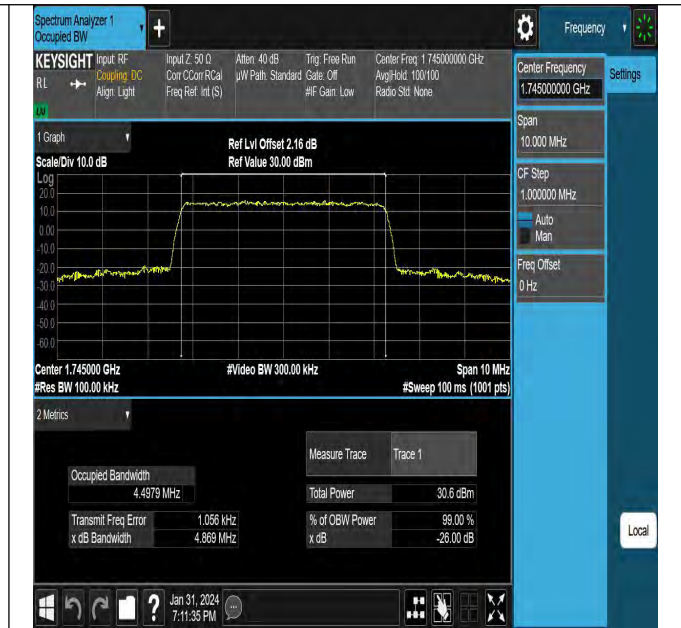 Spectrum Analyzer 1
Occupied BW
+
Frequency
KEYSIGHT
RL
LXI
Input: RF
Coupling: DC
Align: Light
Input Z: 50 Ω
Corr CCorr RCal
Freq Ref: Int (S)
Atten: 40 dB
µW Path: Standard
Trig: Free Run
Gate: Off
#IF Gain: Low
Center Freq: 1.745000000 GHz
Avg|Hold: 100/100
Radio Std: None
Center Frequency
1.745000000 GHz
Settings
Span
10.000 MHz
CF Step
1.000000 MHz
Auto
Man
Freq Offset
0 Hz
1 Graph
Scale/Div 10.0 dB
Ref Lvl Offset 2.16 dB
Ref Value 30.00 dBm
Log
20.0
10.0
0.00
-10.0
-20.0
-30.0
-40.0
-50.0
-60.0
Center 1.745000 GHz
#Video BW 300.00 kHz
Span 10 MHz
#Res BW 100.00 kHz
#Sweep 100 ms (1001 pts)
2 Metrics
Measure Trace Trace 1
Occupied Bandwidth
4.4979 MHz
Total Power 30.6 dBm
Transmit Freq Error 1.056 kHz
% of OBW Power 99.00 %
x dB Bandwidth 4.869 MHz
x dB -26.00 dB
Local
?
Jan 31, 2024
7:11:35 PM